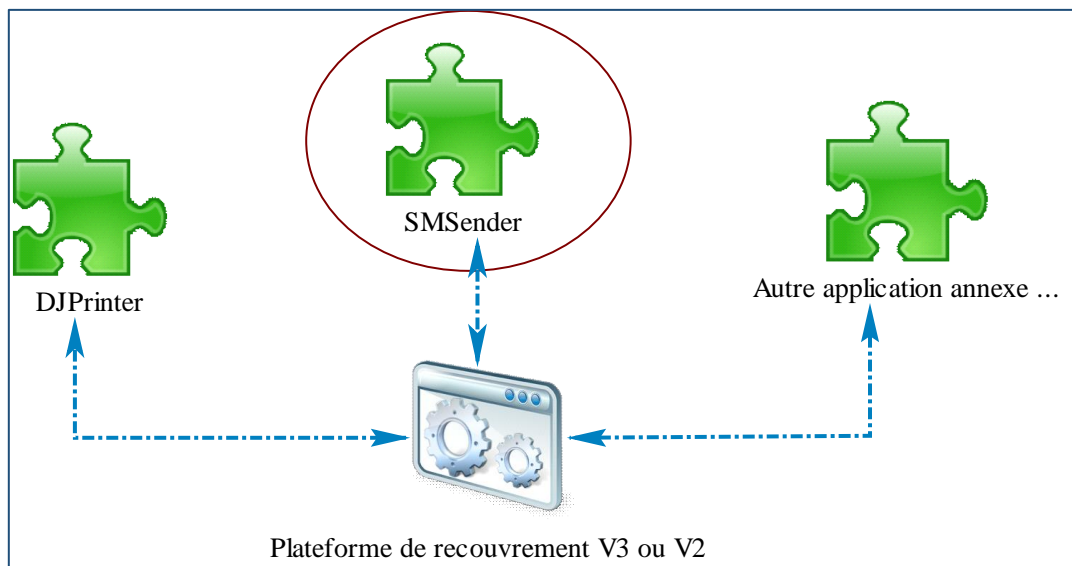 SMSender
DJPrinter
Autre application annexe ...
Plateforme de recouvrement V3 ou V2